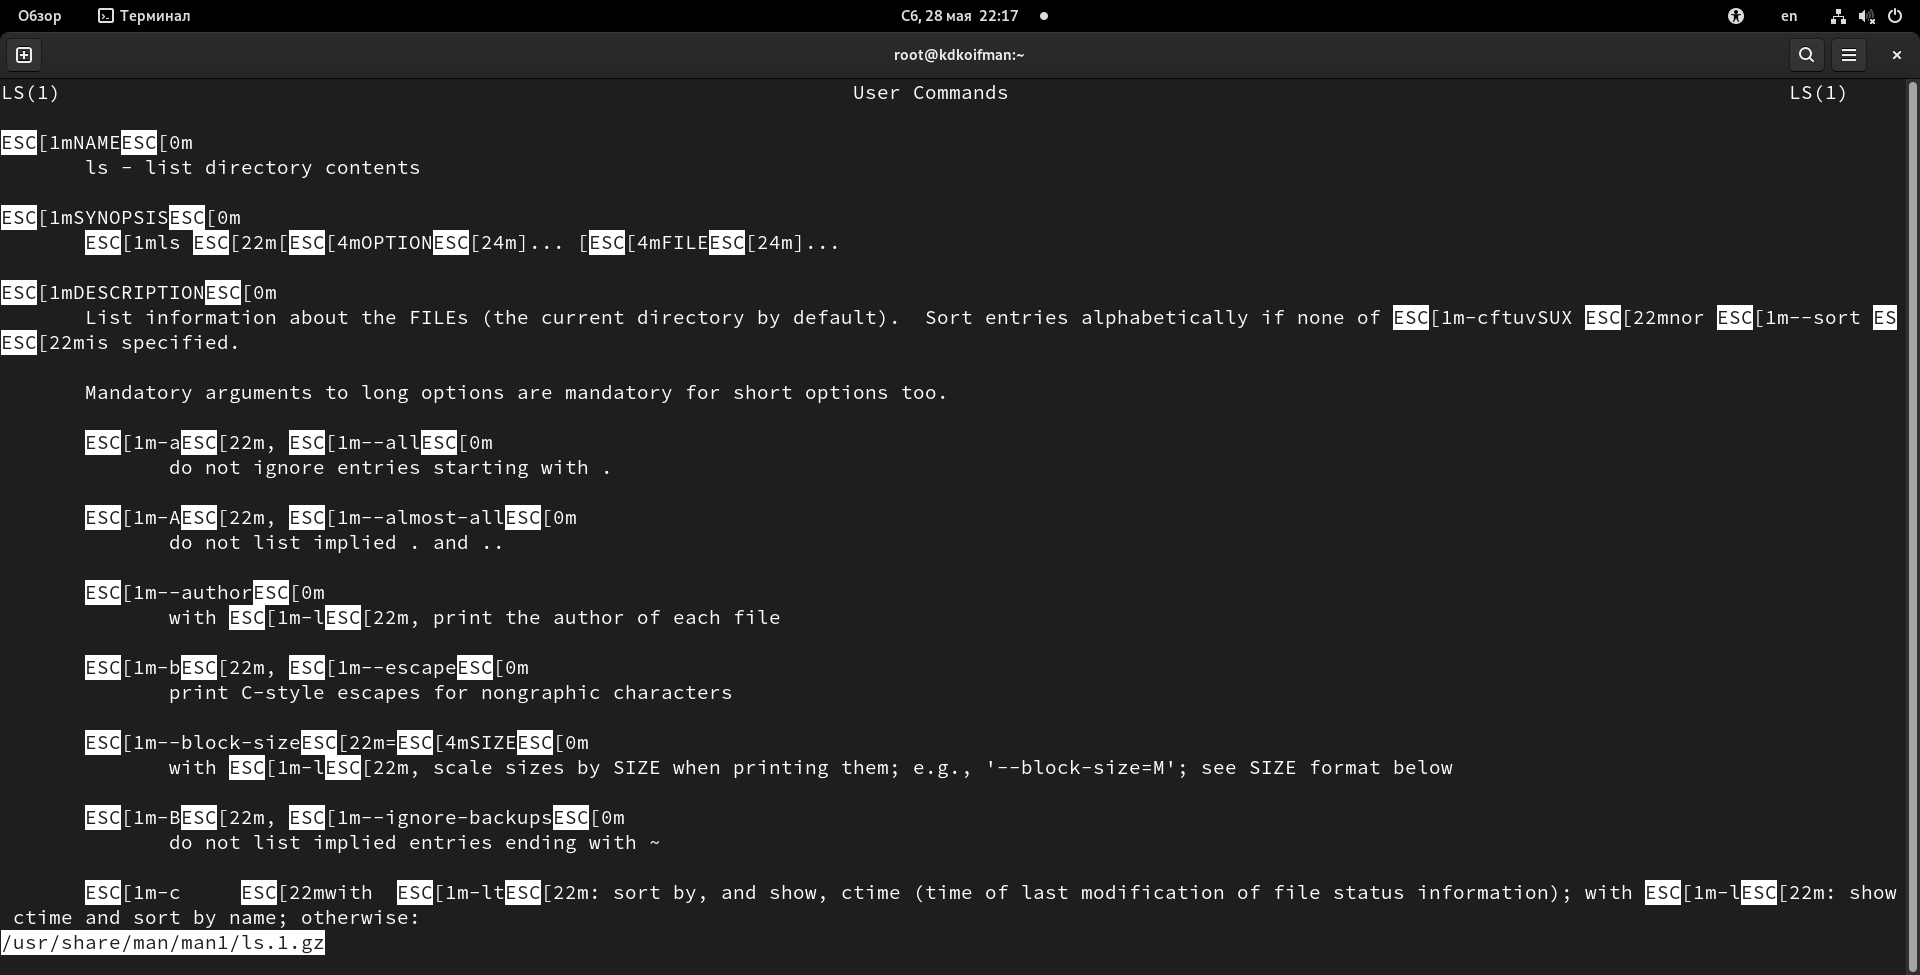 Обзор Терминал Сб, 28 мая 22:17 en
root@kdkoifman:~
LS(1) User Commands LS(1)
ESC[1mNAMEESC[0m
ls - list directory contents
ESC[1mSYNOPSISESC[0m
ESC[1mls ESC[22m[ESC[4mOPTIONESC[24m]... [ESC[4mFILEESC[24m]...
ESC[1mDESCRIPTIONESC[0m
List information about the FILEs (the current directory by default).  Sort entries alphabetically if none of ESC[1m-cftuvSUX ESC[22mnor ESC[1m--sort ES
ESC[22mis specified.
Mandatory arguments to long options are mandatory for short options too.
ESC[1m-aESC[22m, ESC[1m--allESC[0m
do not ignore entries starting with .
ESC[1m-AESC[22m, ESC[1m--almost-allESC[0m
do not list implied . and ..
ESC[1m--authorESC[0m
with ESC[1m-lESC[22m, print the author of each file
ESC[1m-bESC[22m, ESC[1m--escapeESC[0m
print C-style escapes for nongraphic characters
ESC[1m--block-sizeESC[22m=ESC[4mSIZEESC[0m
with ESC[1m-lESC[22m, scale sizes by SIZE when printing them; e.g., '--block-size=M'; see SIZE format below
ESC[1m-BESC[22m, ESC[1m--ignore-backupsESC[0m
do not list implied entries ending with ~
ESC[1m-c     ESC[22mwith  ESC[1m-ltESC[22m: sort by, and show, ctime (time of last modification of file status information); with ESC[1m-lESC[22m: show
ctime and sort by name; otherwise:
/usr/share/man/man1/ls.1.gz